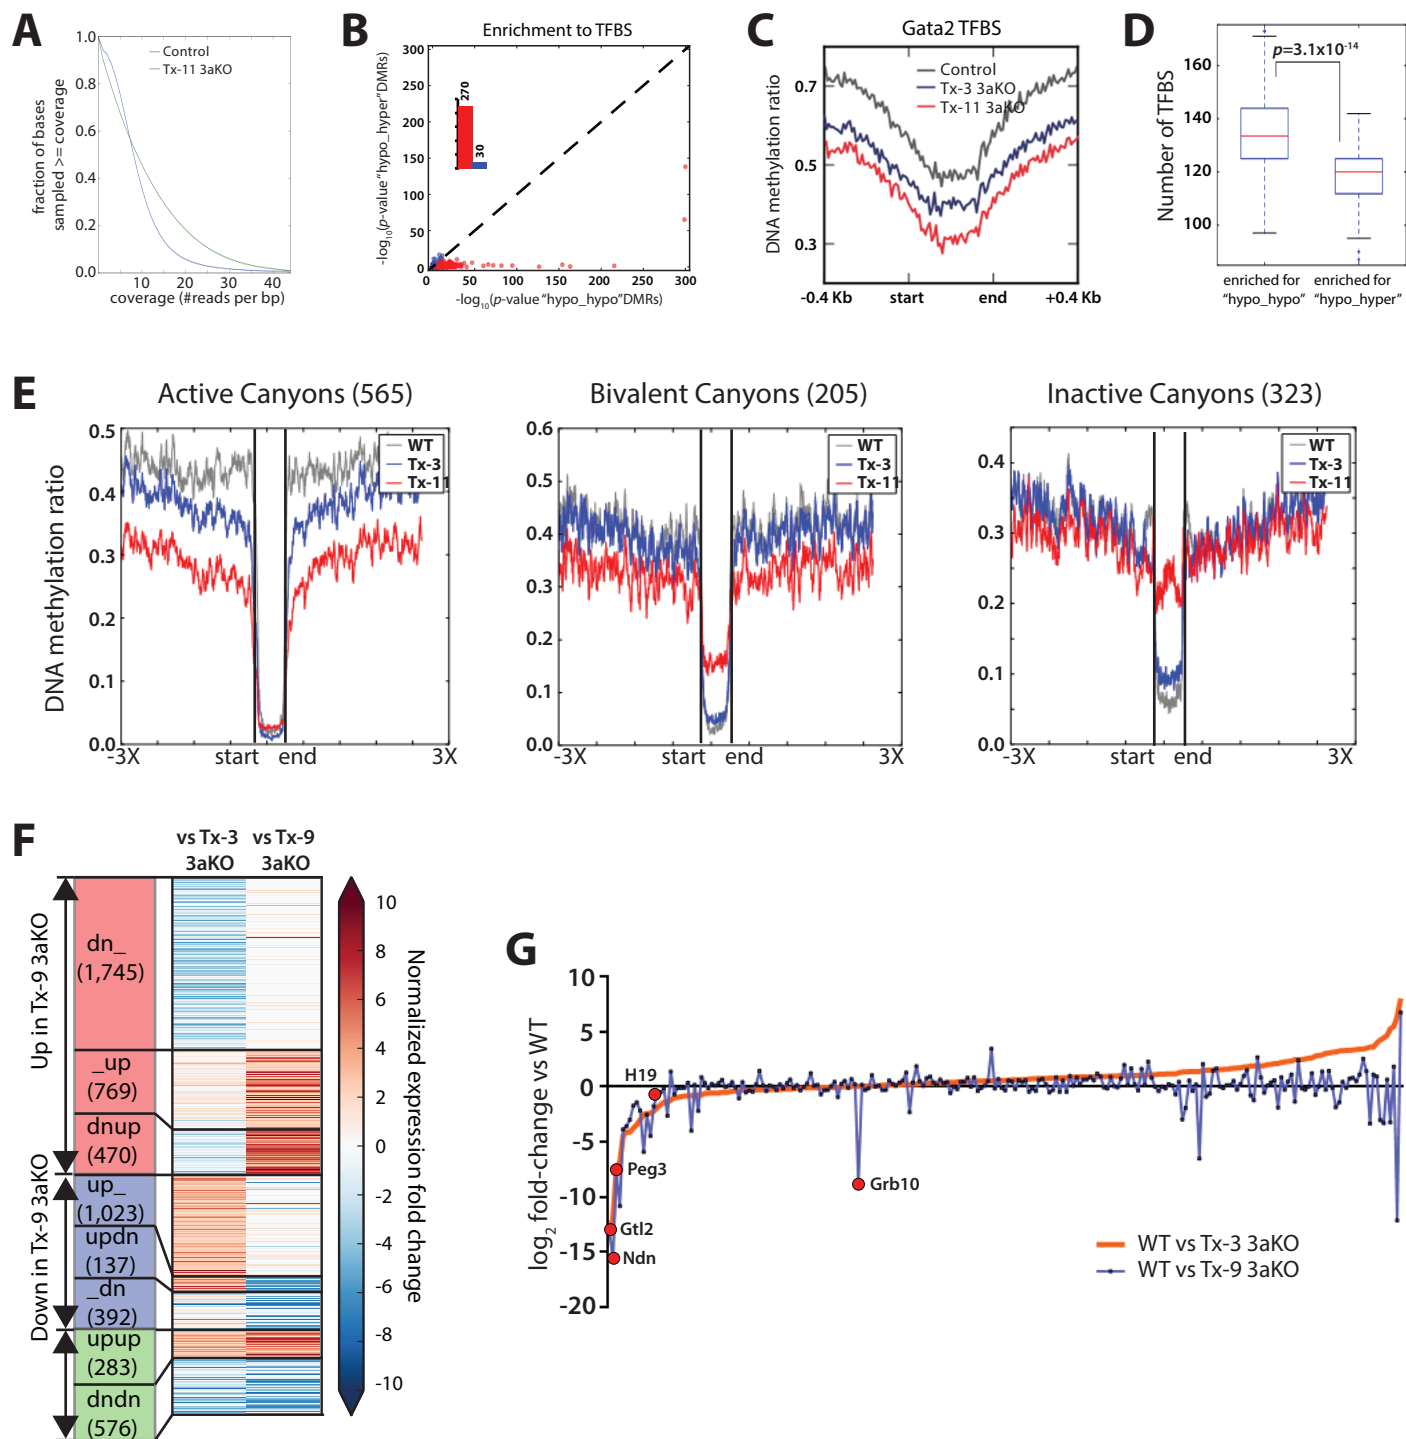 A
1.0
0.8
0.6
0.4
0.2
0.0
Control
Tx-11 3aKO
fraction of bases
sampled >= coverage
10
20
30
40
coverage (#reads per bp)
B
Enrichment to TFBS
300
250
200
150
100
50
0
270
30
-log10(p-value "hypo_hyper" DMRs)
0
50
100
150
200
250
300
-log10(p-value "hypo_hypo" DMRs)
C
Gata2 TFBS
Control
Tx-3 3aKO
Tx-11 3aKO
0.7
0.5
0.3
DNA methylation ratio
-0.4 Kb
start
end
+0.4 Kb
D
p=3.1x10-14
160
140
120
100
Number of TFBS
enriched for
"hypo_hypo"
enriched for
"hypo_hyper"
E
Active Canyons (565)
WT
Tx-3
Tx-11
0.5
0.4
0.3
0.2
0.1
0.0
DNA methylation ratio
-3X
start
end
3X
Bivalent Canyons (205)
WT
Tx-3
Tx-11
0.6
0.5
0.4
0.3
0.2
0.1
0.0
-3X
start
end
3X
Inactive Canyons (323)
WT
Tx-3
Tx-11
0.4
0.3
0.2
0.1
0.0
-3X
start
end
3X
F
vs Tx-3
3aKO
vs Tx-9
3aKO
Up in Tx-9 3aKO
Down in Tx-9 3aKO
dn_
(1,745)
_up
(769)
dnup
(470)
up_
(1,023)
updn
(137)
_dn
(392)
upup
(283)
dndn
(576)
10
8
6
4
2
0
-2
-4
-6
-8
-10
Normalized expression fold change
G
10
5
0
-5
-10
-15
-20
log2 fold-change vs WT
H19
Peg3
Gtl2
Ndn
Grb10
WT vs Tx-3 3aKO
WT vs Tx-9 3aKO